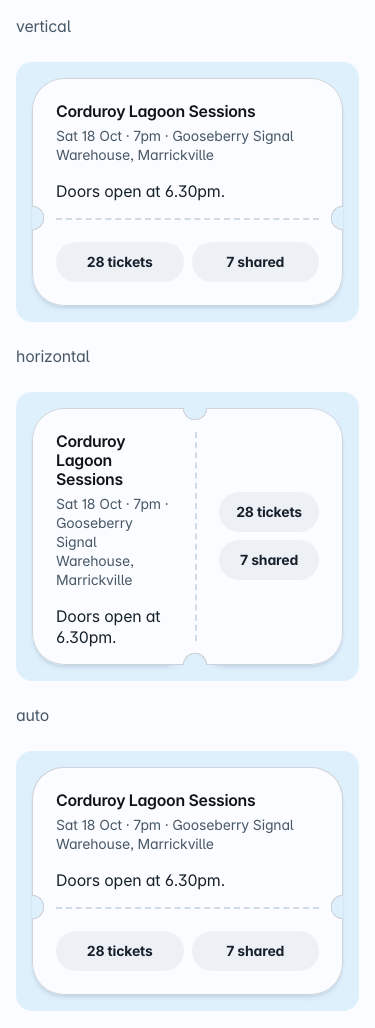 vertical
Corduroy Lagoon Sessions
Sat 18 Oct · 7pm · Gooseberry Signal
Warehouse, Marrickville
Doors open at 6.30pm.
28 tickets
7 shared
horizontal
Corduroy
Lagoon
Sessions
Sat 18 Oct · 7pm ·
Gooseberry
Signal
Warehouse,
Marrickville
Doors open at
6.30pm.
28 tickets
7 shared
auto
Corduroy Lagoon Sessions
Sat 18 Oct · 7pm · Gooseberry Signal
Warehouse, Marrickville
Doors open at 6.30pm.
28 tickets
7 shared